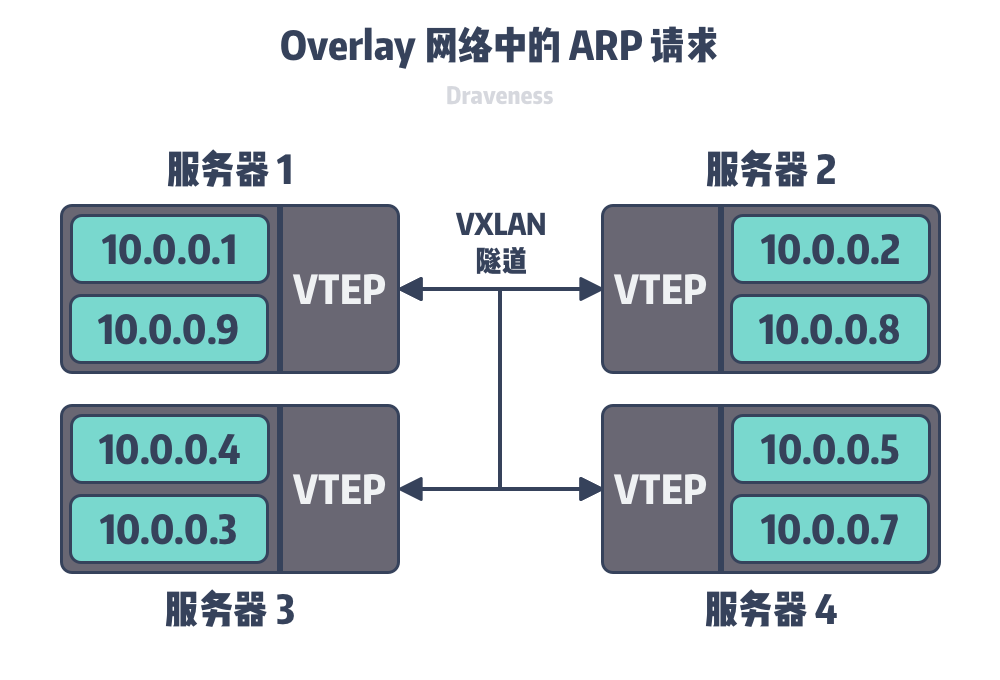 Overlay 网络中的 ARP 请求
Draveness
服务器 1
服务器 2
10.0.0.1
10.0.0.9
VTEP
VXLAN
隧道
VTEP
10.0.0.2
10.0.0.8
10.0.0.4
10.0.0.3
VTEP
VTEP
10.0.0.5
10.0.0.7
服务器 3
服务器 4